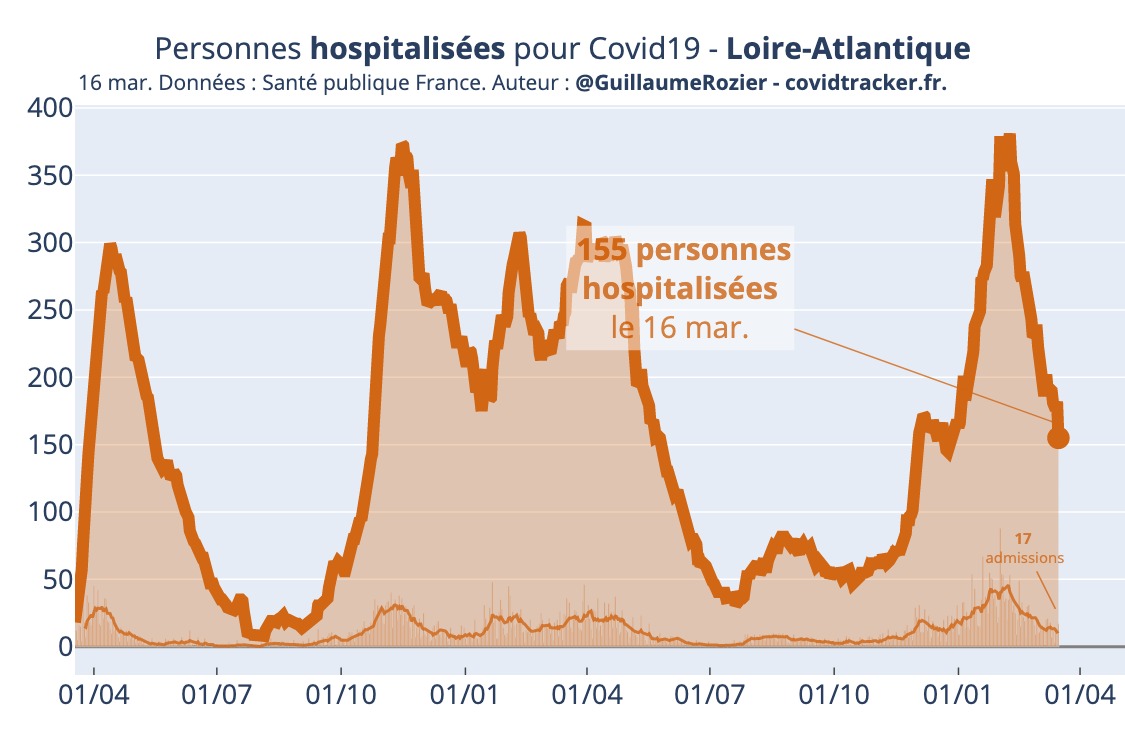 Personnes hospitalisées pour Covid19 - Loire-Atlantique
16 mar. Données : Santé publique France. Auteur : @GuillaumeRozier - covidtracker.fr.
400
350
300
250
200
150
100
50
0
155 personnes
hospitalisées
le 16 mar.
17
admissions
01/04 01/07 01/10 01/01 01/04 01/07 01/10 01/01 01/04